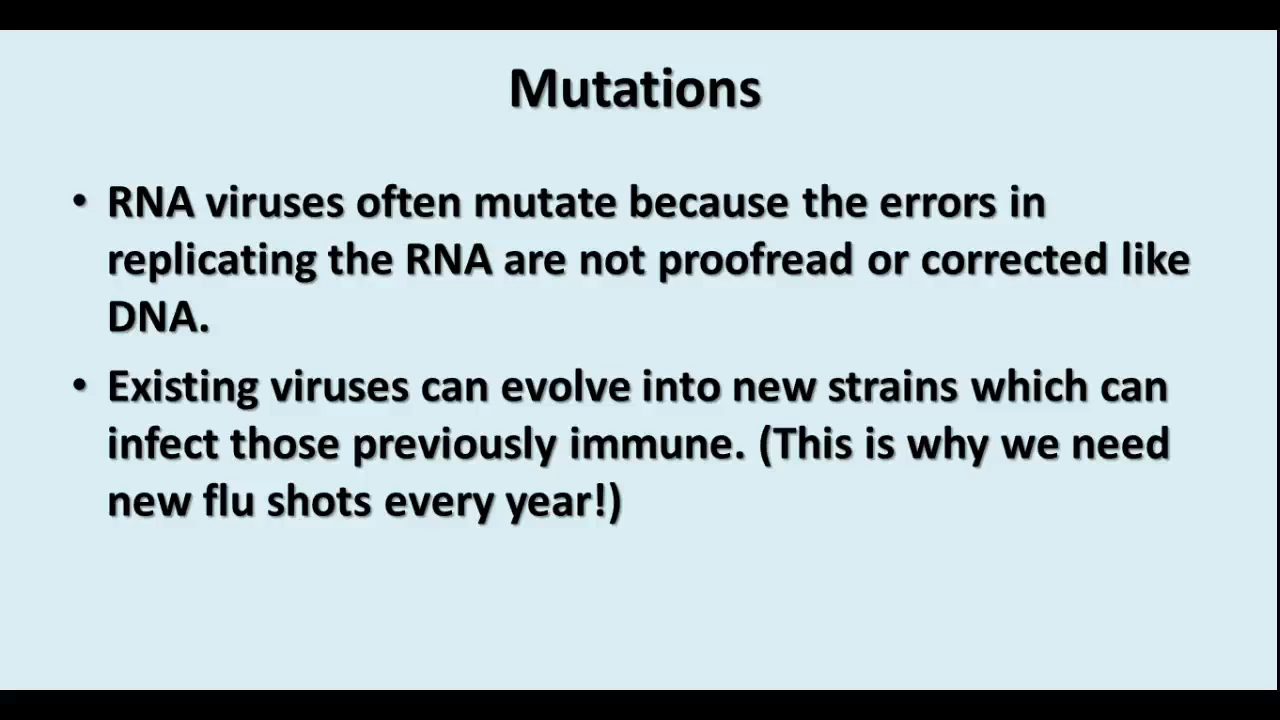 Mutations
• RNA viruses often mutate because the errors in
replicating the RNA are not proofread or corrected like
DNA.
• Existing viruses can evolve into new strains which can
infect those previously immune. (This is why we need
new flu shots every year!)